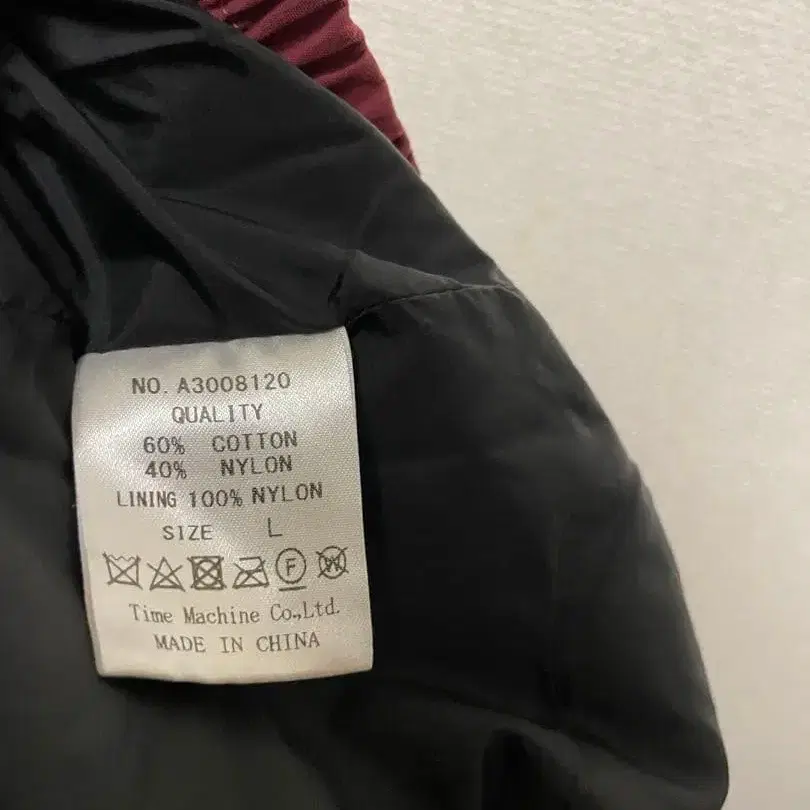 NO. A3008120
QUALITY
60% COTTON
40% NYLON
LINING 100% NYLON
SIZE L
F W
Time Machine Co.,Ltd.
MADE IN CHINA